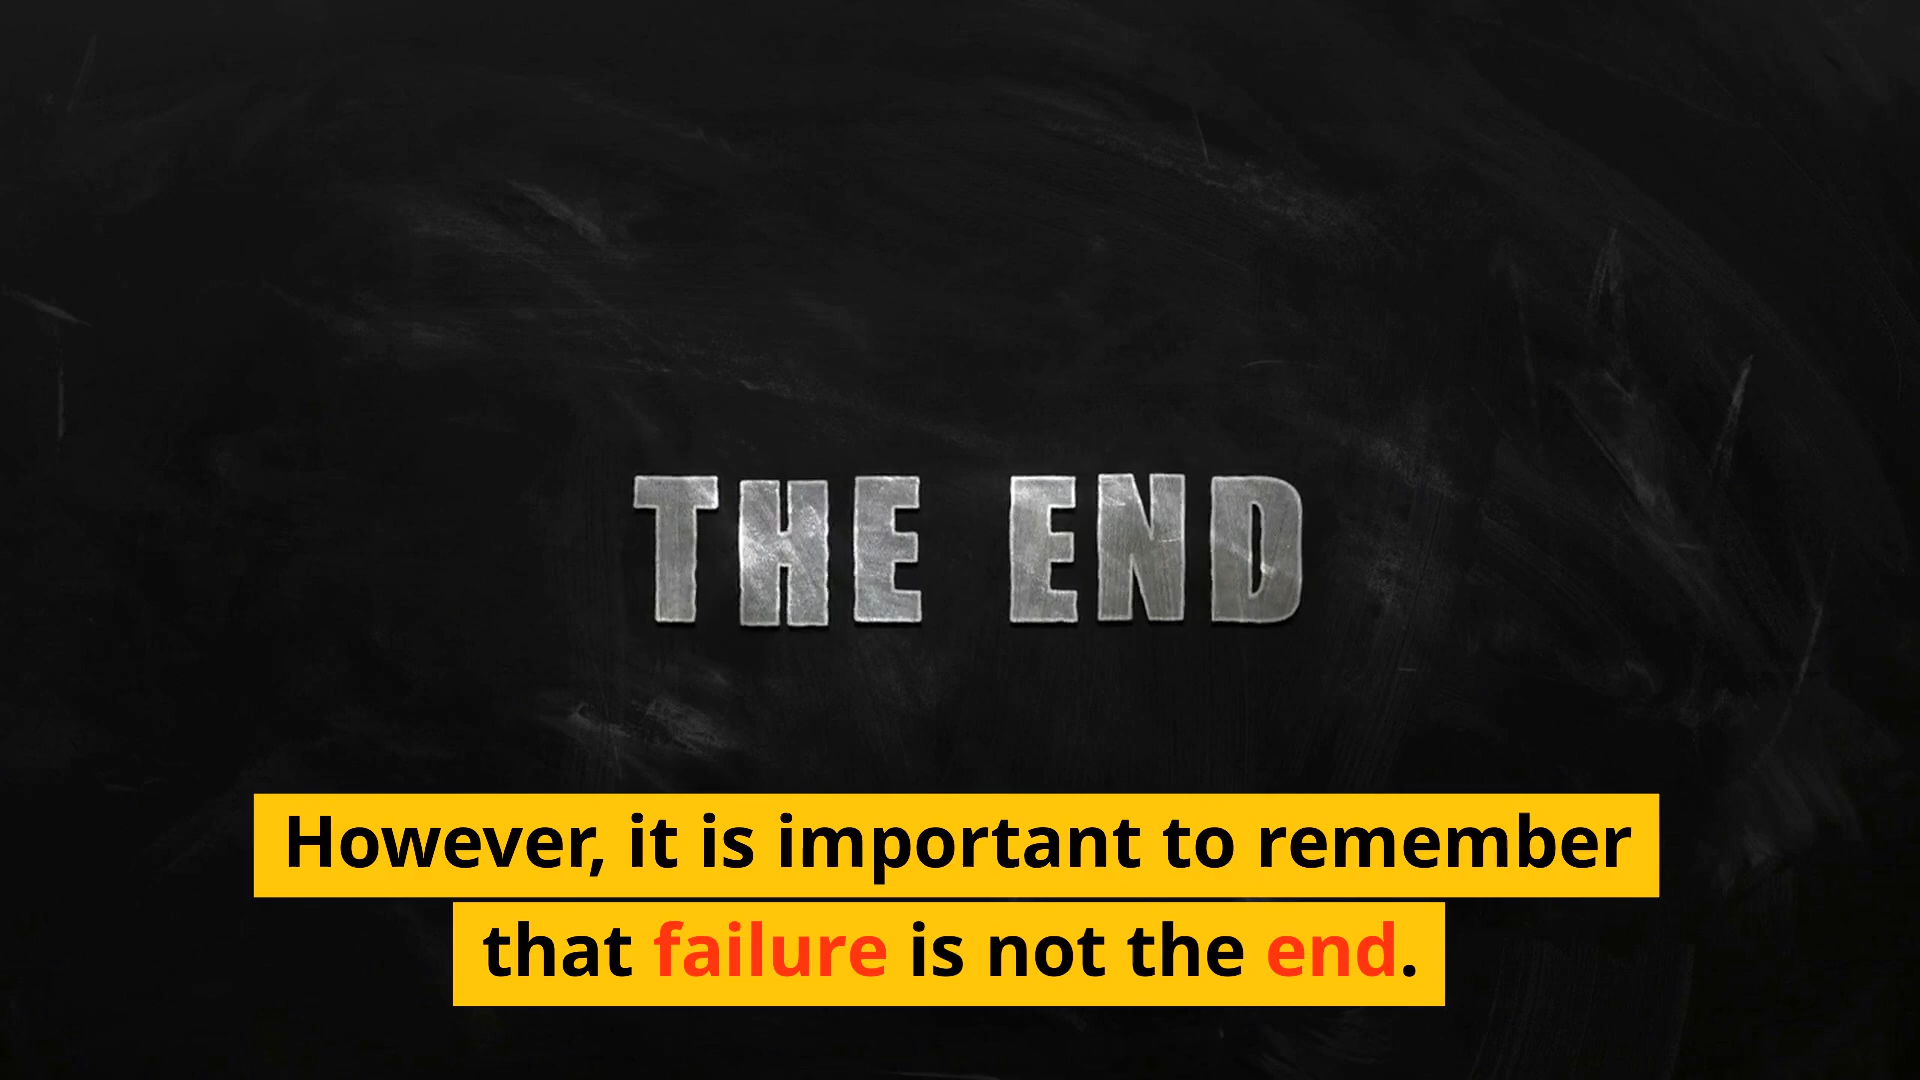 THE END
However, it is important to remember
that failure is not the end.